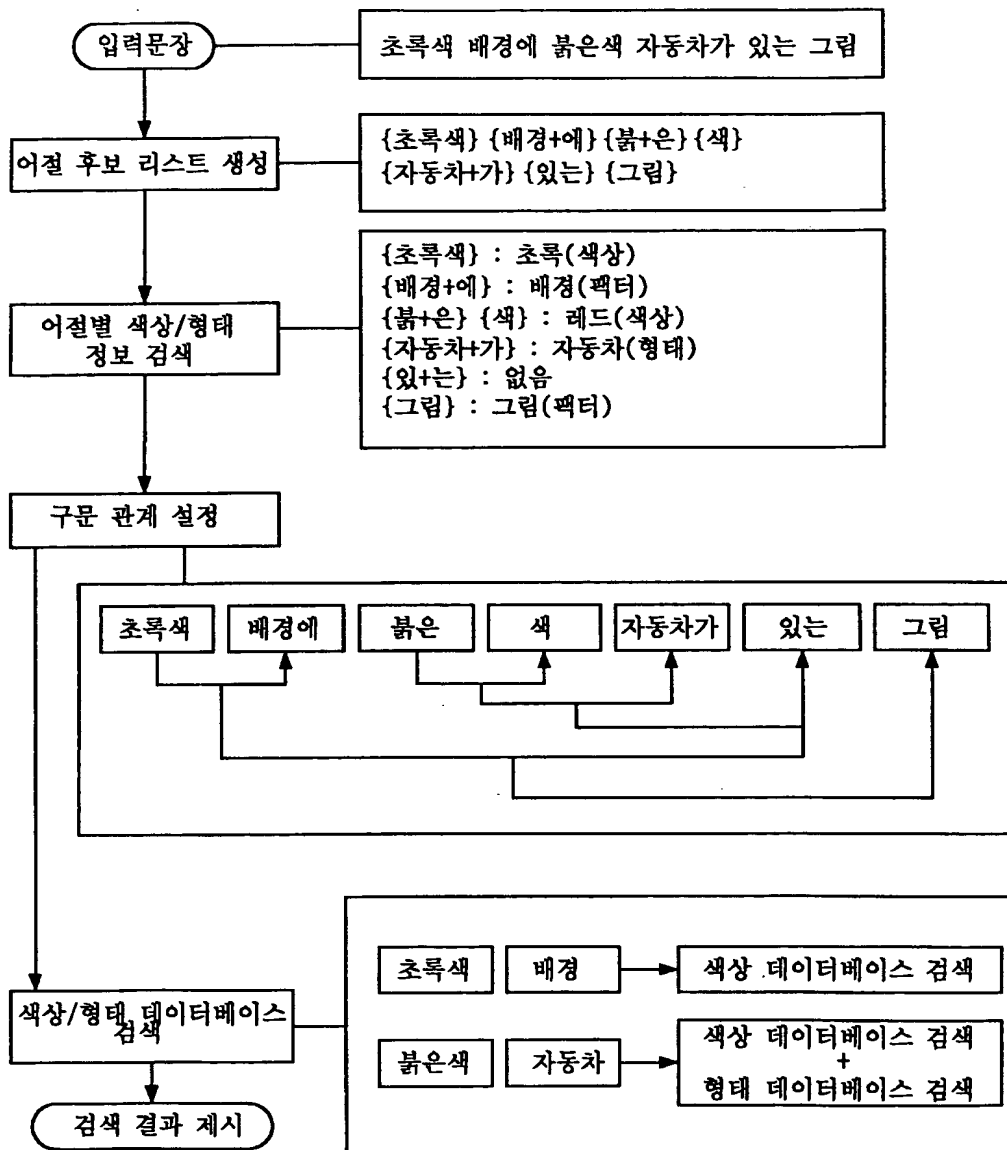 입력문장
초록색 배경에 붉은색 자동차가 있는 그림
어절 후보 리스트 생성
{초록색} {배경+에} {붉+은} {색}
{자동차+가} {있는} {그림}
어절별 색상/형태
정보 검색
{초록색} : 초록(색상)
{배경+에} : 배경(팩터)
{붉+은} {색} : 레드(색상)
{자동차+가} : 자동차(형태)
{있+는} : 없음
{그림} : 그림(팩터)
구문 관계 설정
초록색 배경에 붉은 색 자동차가 있는 그림
색상/형태 데이터베이스
검색
초록색 배경 색상 데이터베이스 검색
붉은색 자동차 색상 데이터베이스 검색
+
형태 데이터베이스 검색
검색 결과 제시